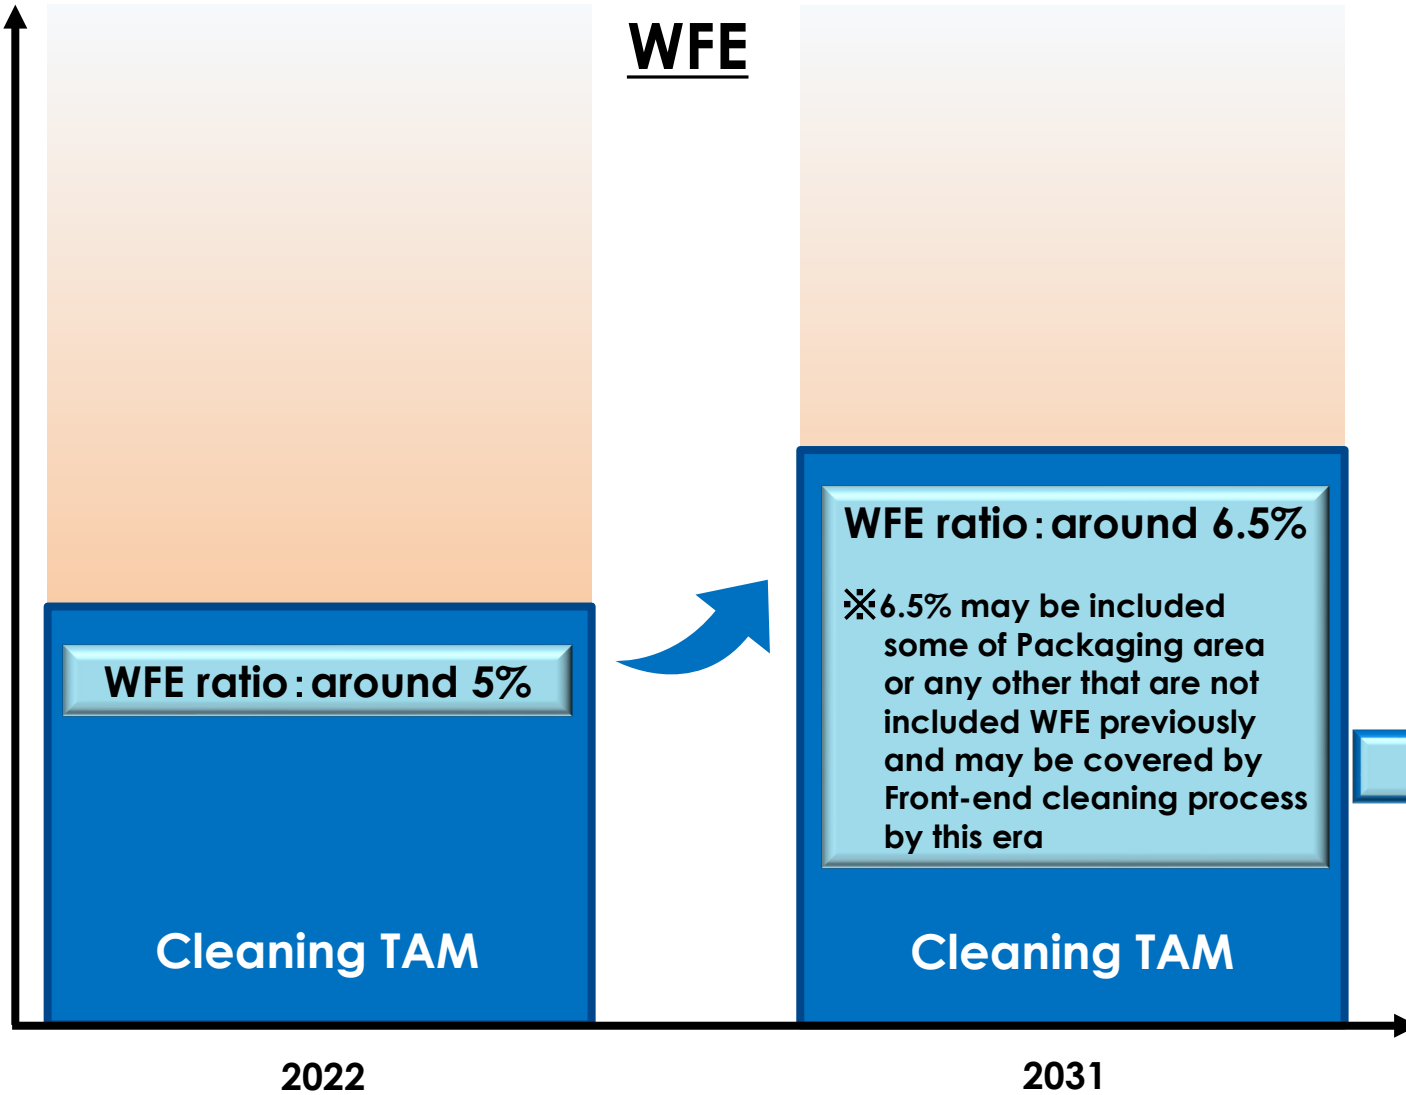 WFE
WFE ratio：around 5%
Cleaning TAM
2022
WFE ratio：around 6.5%
※6.5% may be included
some of Packaging area
or any other that are not
included WFE previously
and may be covered by
Front-end cleaning process
by this era
Cleaning TAM
2031